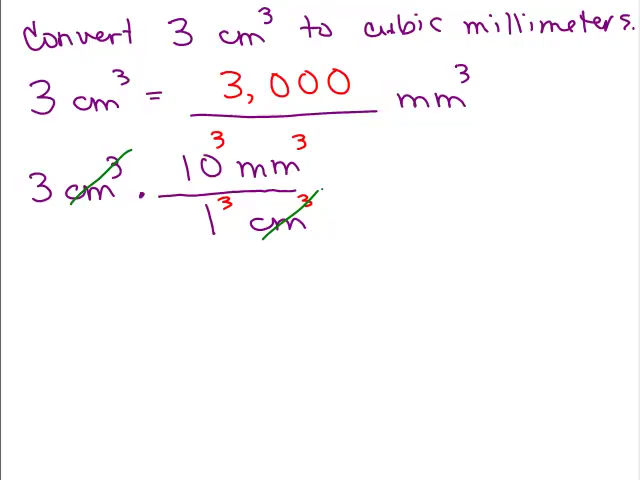 Convert 3 cm³ to cubic millimeters.
3 cm³ = 3,000 mm³
3 cm³ · 10³ mm³
1³ cm³